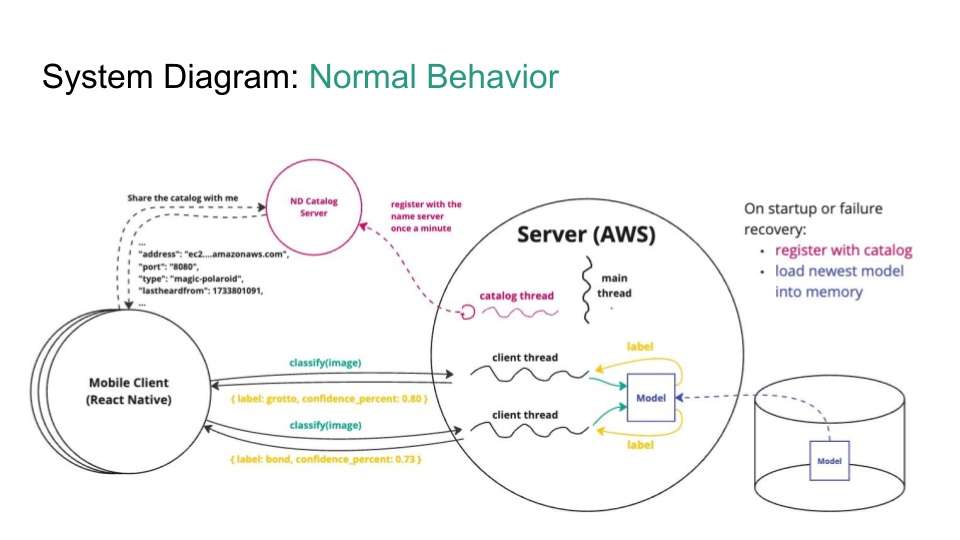 System Diagram: Normal Behavior
Share the catalog with me
ND Catalog
Server
register with the
name server
once a minute
...
"address": "ec2....amazonaws.com",
"port": "8080",
"type": "magic-polaroid",
"lastheardfrom": 1733801091,
...
Server (AWS)
main
thread
catalog thread
On startup or failure
recovery:
• register with catalog
• load newest model
into memory
Mobile Client
(React Native)
classify(image)
{ label: grotto, confidence_percent: 0.80 }
classify(image)
{ label: bond, confidence_percent: 0.73 }
client thread
client thread
label
Model
label
Model